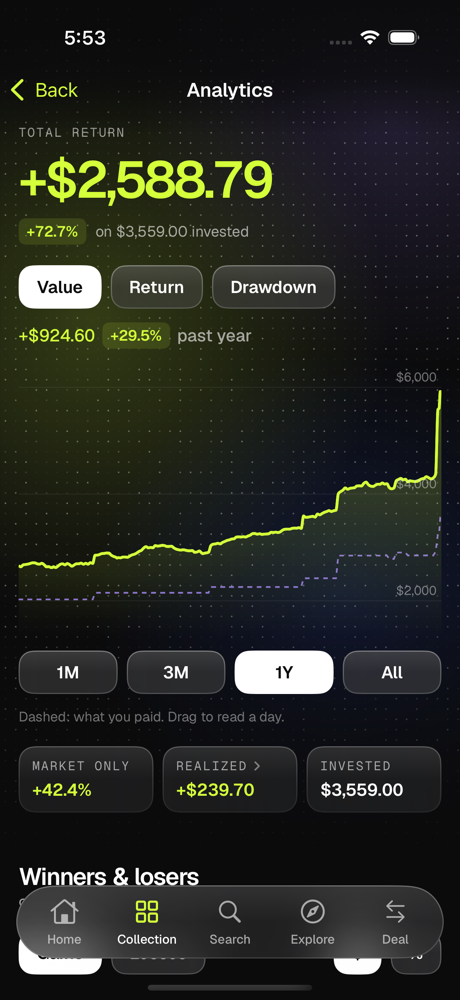 5:53
Back
Analytics
TOTAL RETURN
+$2,588.79
+72.7% on $3,559.00 invested
Value Return Drawdown
+$924.60 +29.5% past year
$6,000
$4,000
$2,000
1M 3M 1Y All
Dashed: what you paid. Drag to read a day.
MARKET ONLY REALIZED > INVESTED
+42.4% +$239.70 $3,559.00
Winners & losers
Home Collection Search Explore Deal